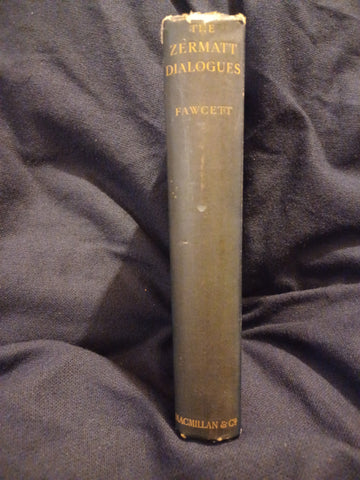 THE
ZERMATT
DIALOGUES
FAWCETT
MACMILLAN & Cº